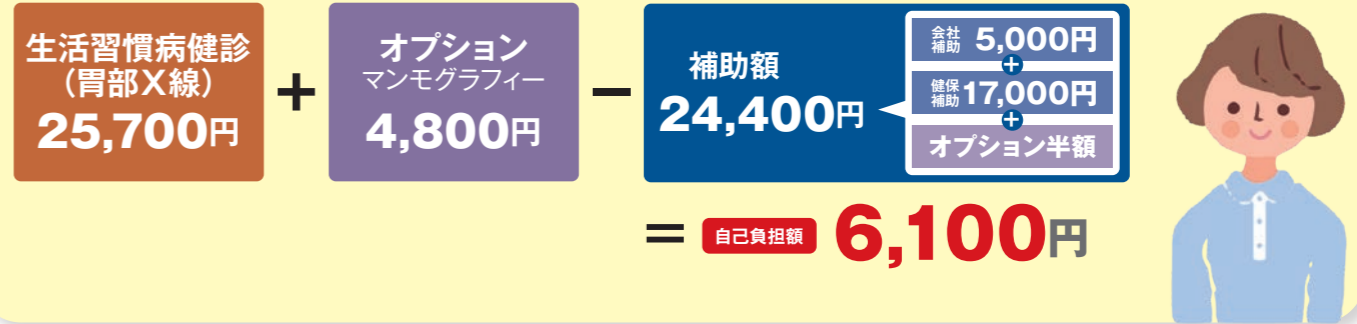 生活習慣病健診
(胃部X線)
25,700円
+
オプション
マンモグラフィー
4,800円
−
補助額
24,400円
会社補助 5,000円
+
健保補助 17,000円
+
オプション半額
=
自己負担額
6,100円